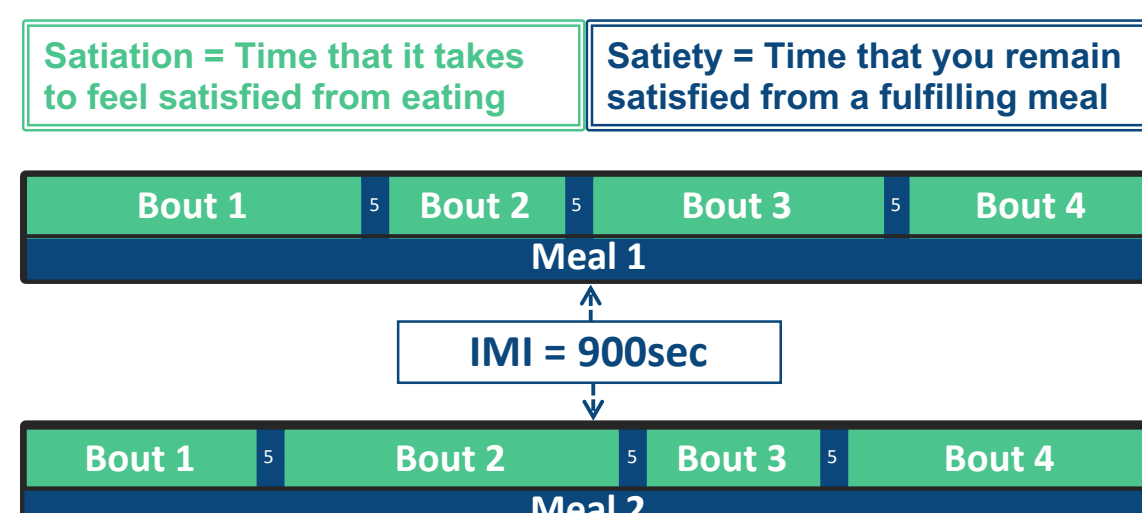 Satiation = Time that it takes
to feel satisfied from eating
Satiety = Time that you remain
satisfied from a fulfilling meal
Bout 1 5 Bout 2 5 Bout 3 5 Bout 4
Meal 1
IMI = 900sec
Bout 1 5 Bout 2 5 Bout 3 5 Bout 4
Meal 2